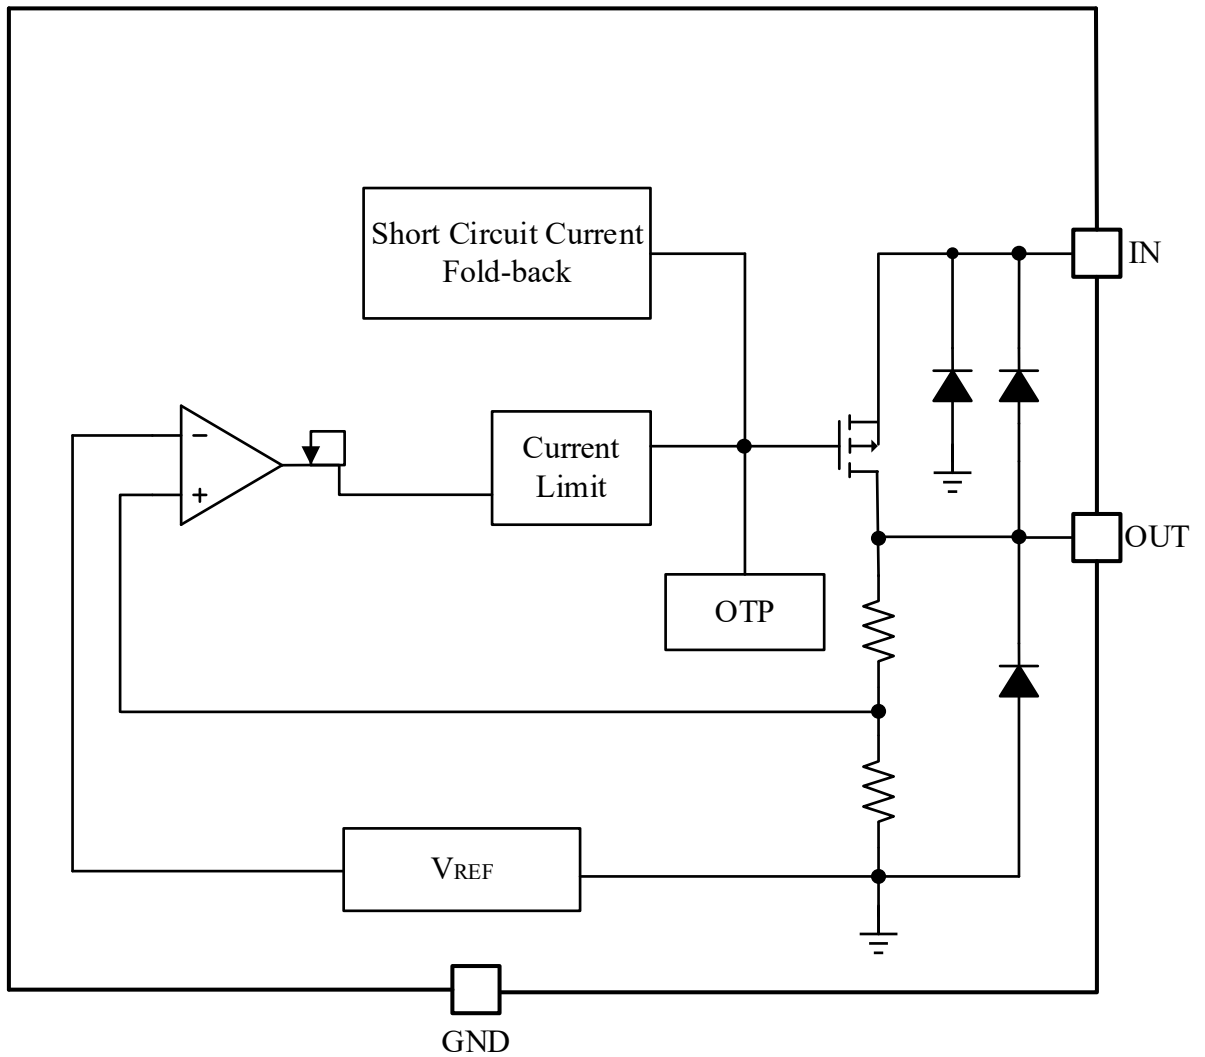 Short Circuit Current
Fold-back
IN
−
+
Current
Limit
OUT
OTP
VREF
GND